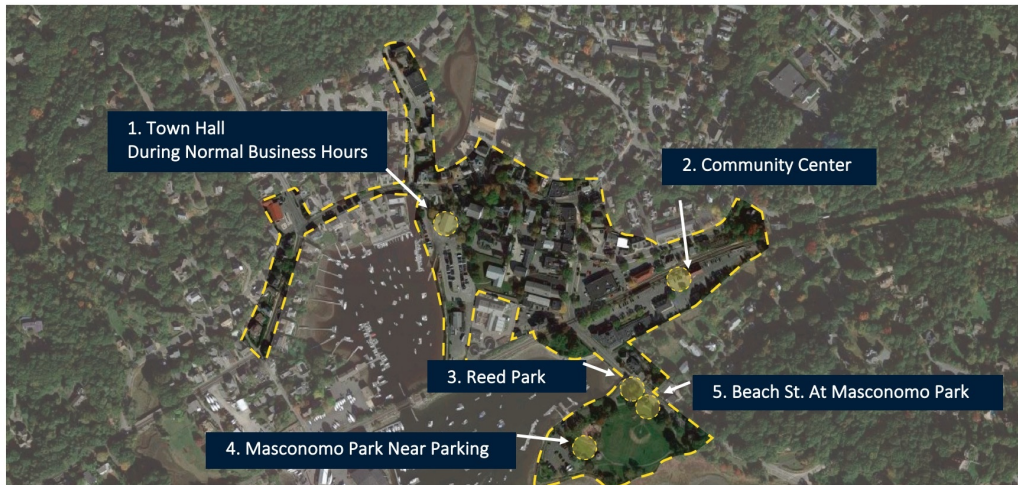 1. Town Hall
During Normal Business Hours
2. Community Center
3. Reed Park
5. Beach St. At Masconomo Park
4. Masconomo Park Near Parking